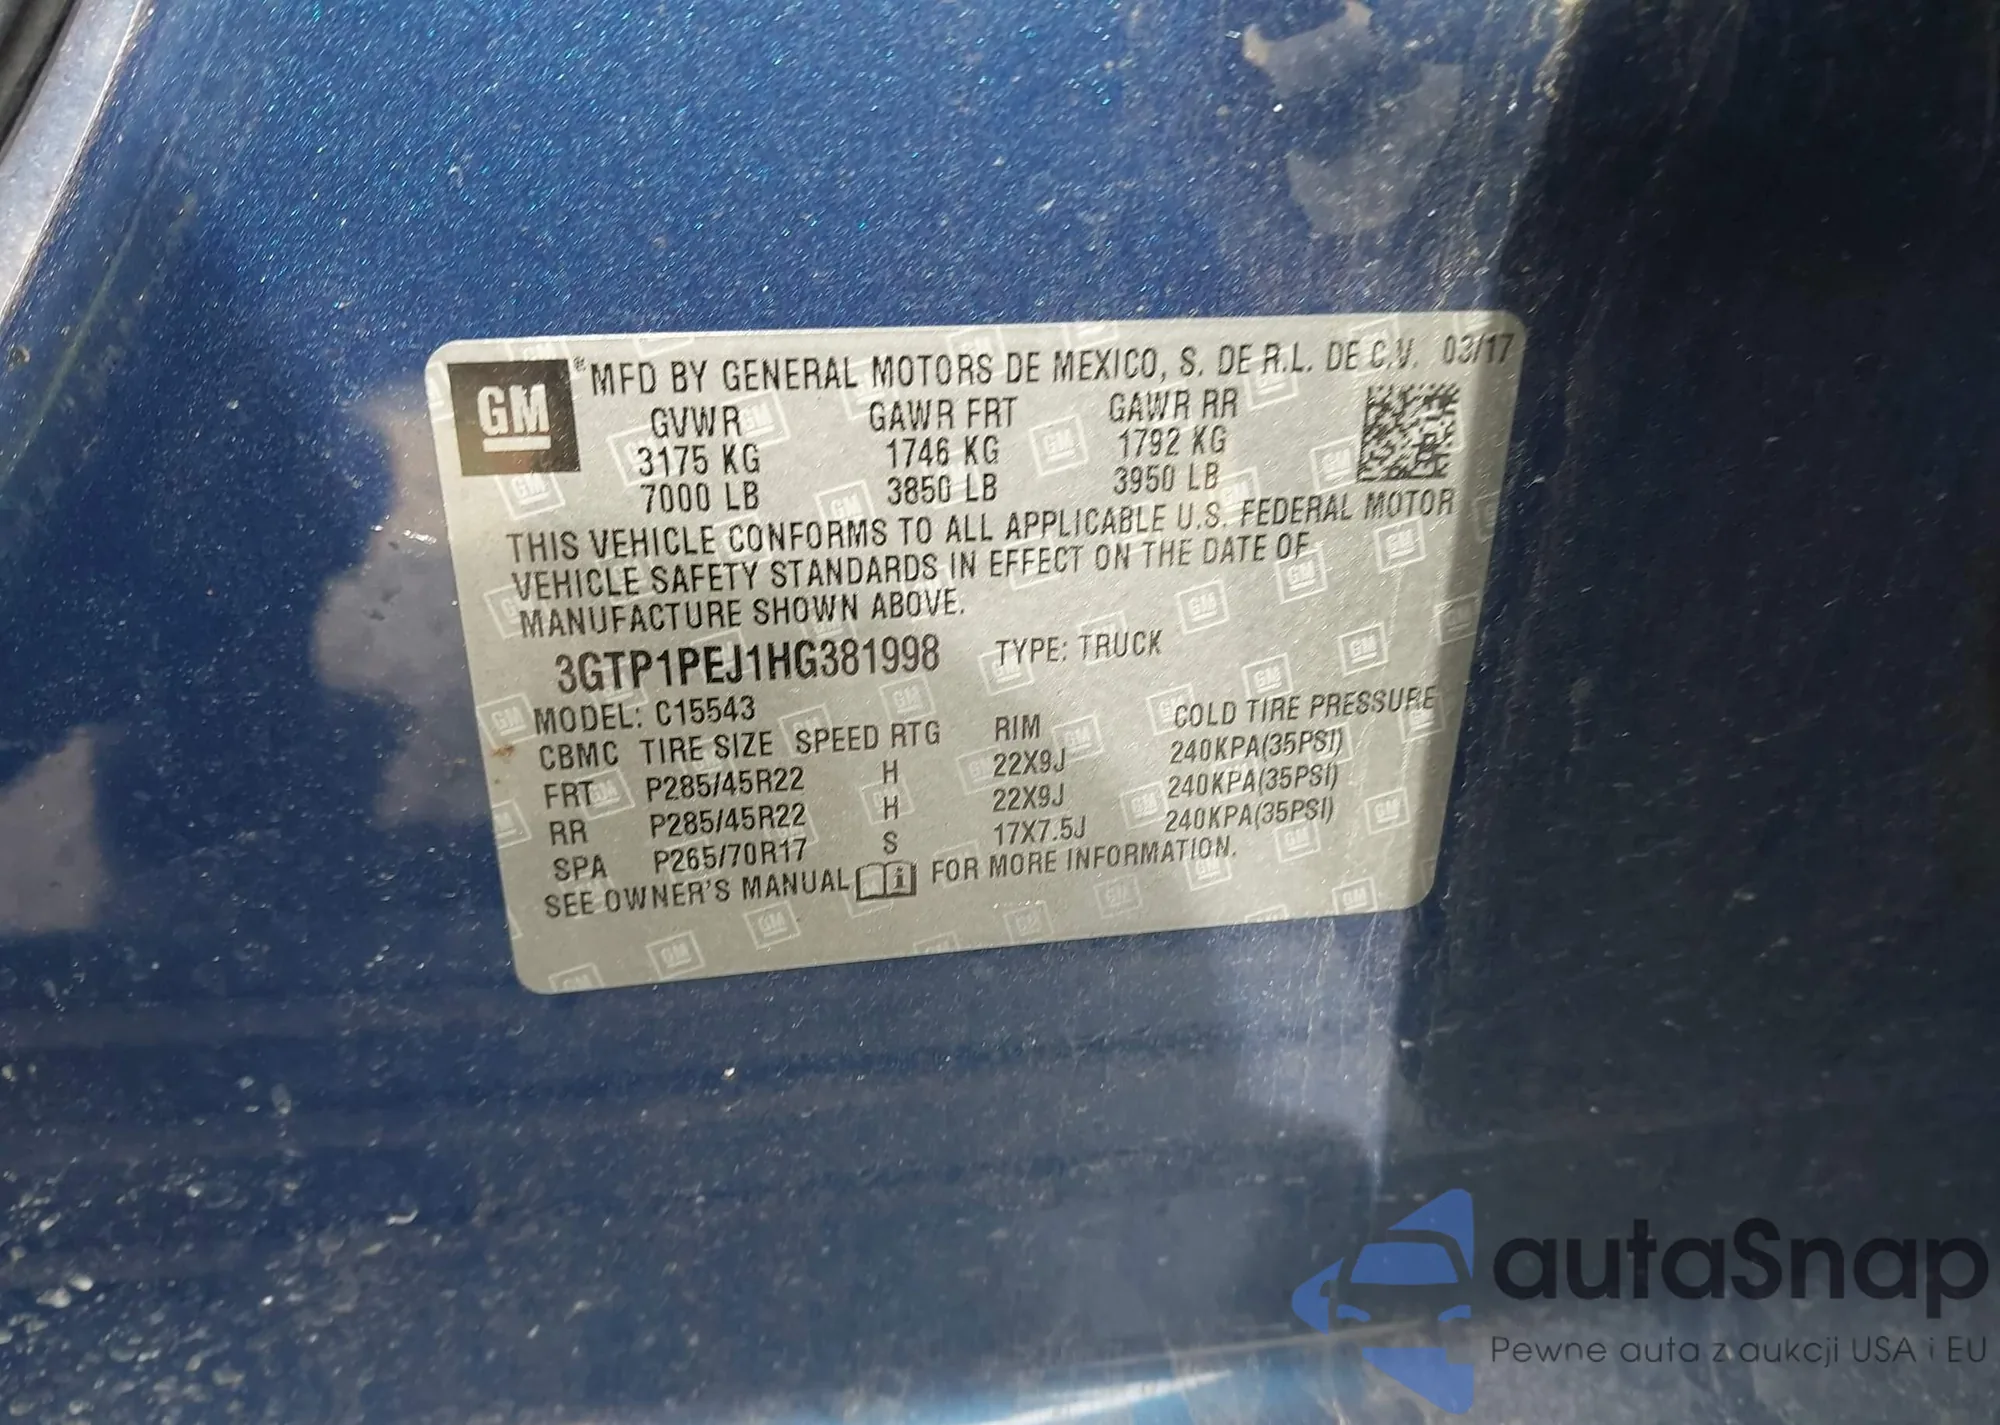 GM
® MFD BY GENERAL MOTORS DE MEXICO, S. DE R.L. DE C.V. 03/17
GVWR GAWR FRT GAWR RR
3175 KG 1746 KG 1792 KG
7000 LB 3850 LB 3950 LB
THIS VEHICLE CONFORMS TO ALL APPLICABLE U.S. FEDERAL MOTOR
VEHICLE SAFETY STANDARDS IN EFFECT ON THE DATE OF
MANUFACTURE SHOWN ABOVE.
3GTP1PEJ1HG381998 TYPE: TRUCK
MODEL: C15543
CBMC TIRE SIZE SPEED RTG RIM COLD TIRE PRESSURE
FRT P285/45R22 H 22X9J 240KPA(35PSI)
RR P285/45R22 H 22X9J 240KPA(35PSI)
SPA P265/70R17 S 17X7.5J 240KPA(35PSI)
SEE OWNER'S MANUAL i FOR MORE INFORMATION.
autaSnap
Pewne auta z aukcji USA i EU